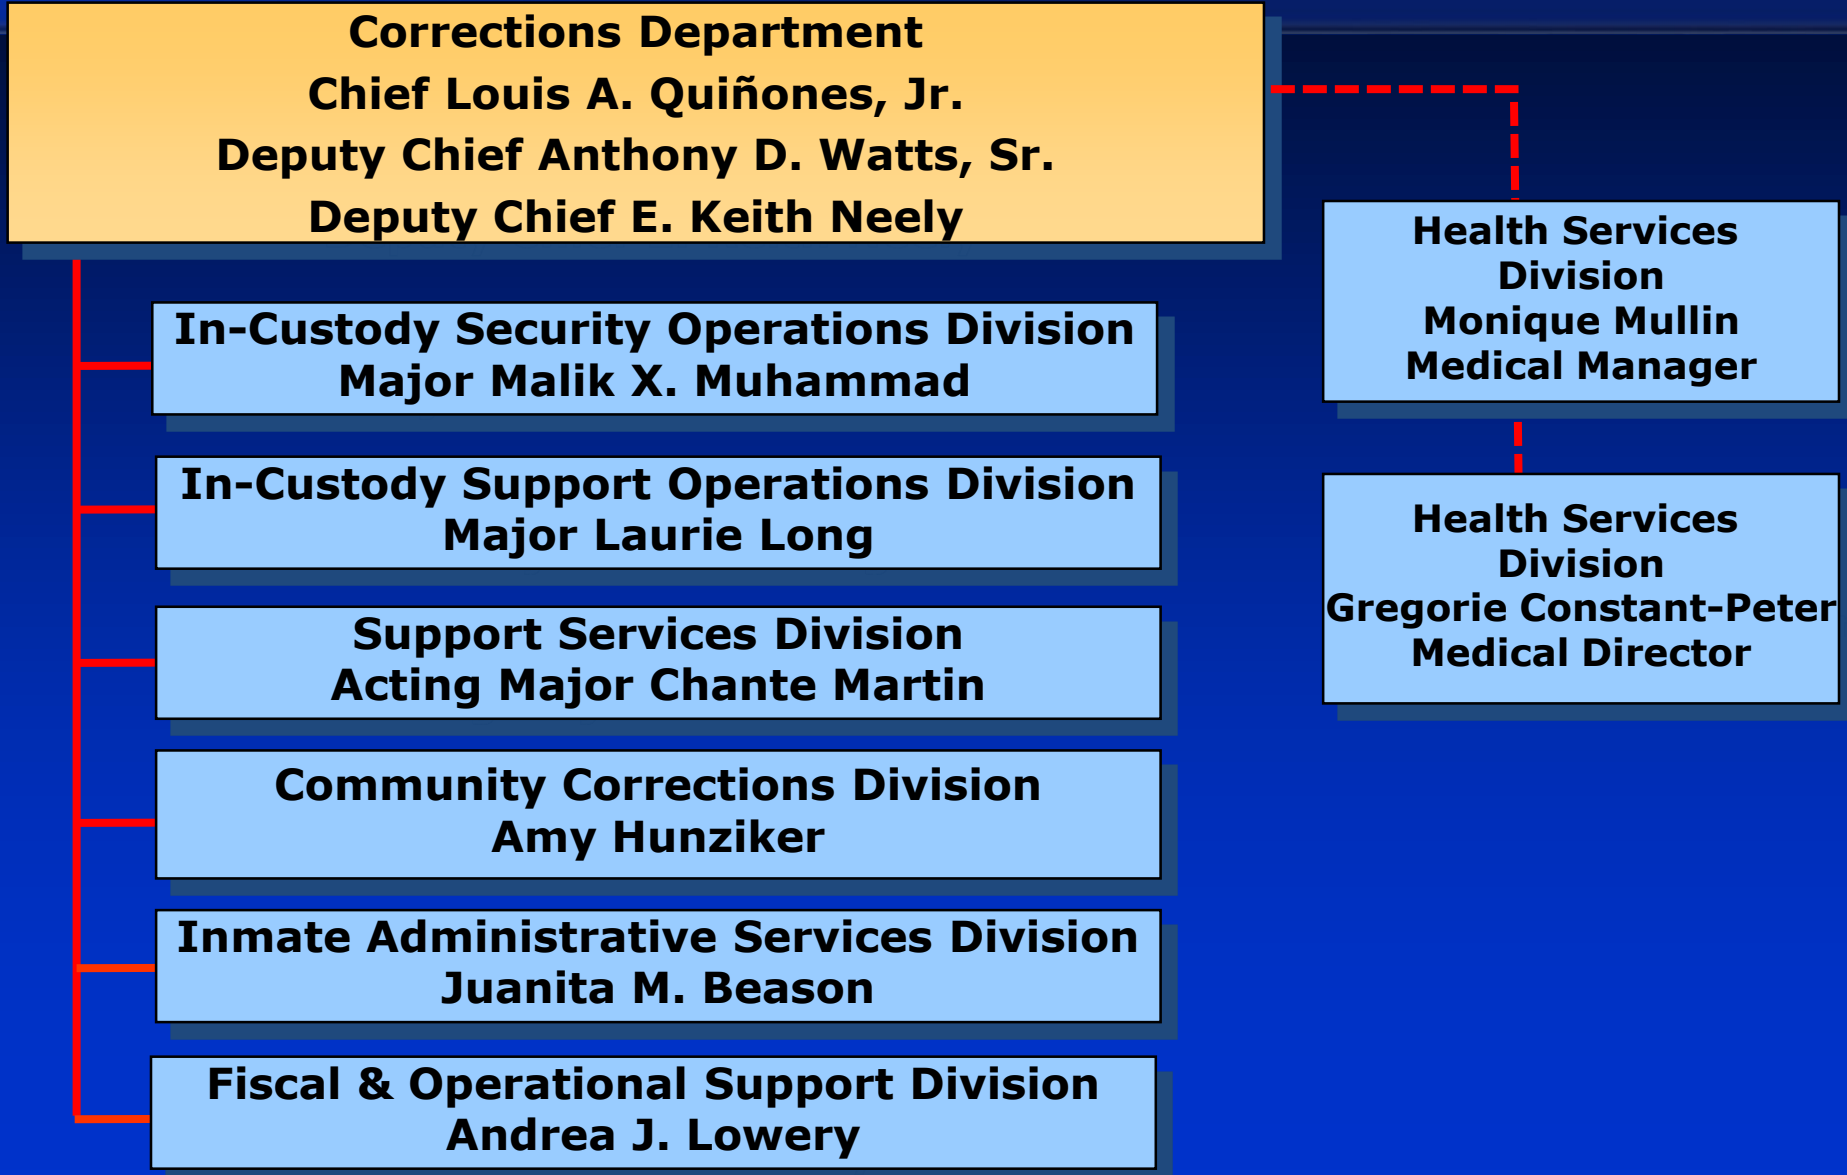 Corrections Department
Chief Louis A. Quiñones, Jr.
Deputy Chief Anthony D. Watts, Sr.
Deputy Chief E. Keith Neely
In-Custody Security Operations Division
Major Malik X. Muhammad
In-Custody Support Operations Division
Major Laurie Long
Support Services Division
Acting Major Chante Martin
Community Corrections Division
Amy Hunziker
Inmate Administrative Services Division
Juanita M. Beason
Fiscal & Operational Support Division
Andrea J. Lowery
Health Services
Division
Monique Mullin
Medical Manager
Health Services
Division
Gregorie Constant-Peter
Medical Director